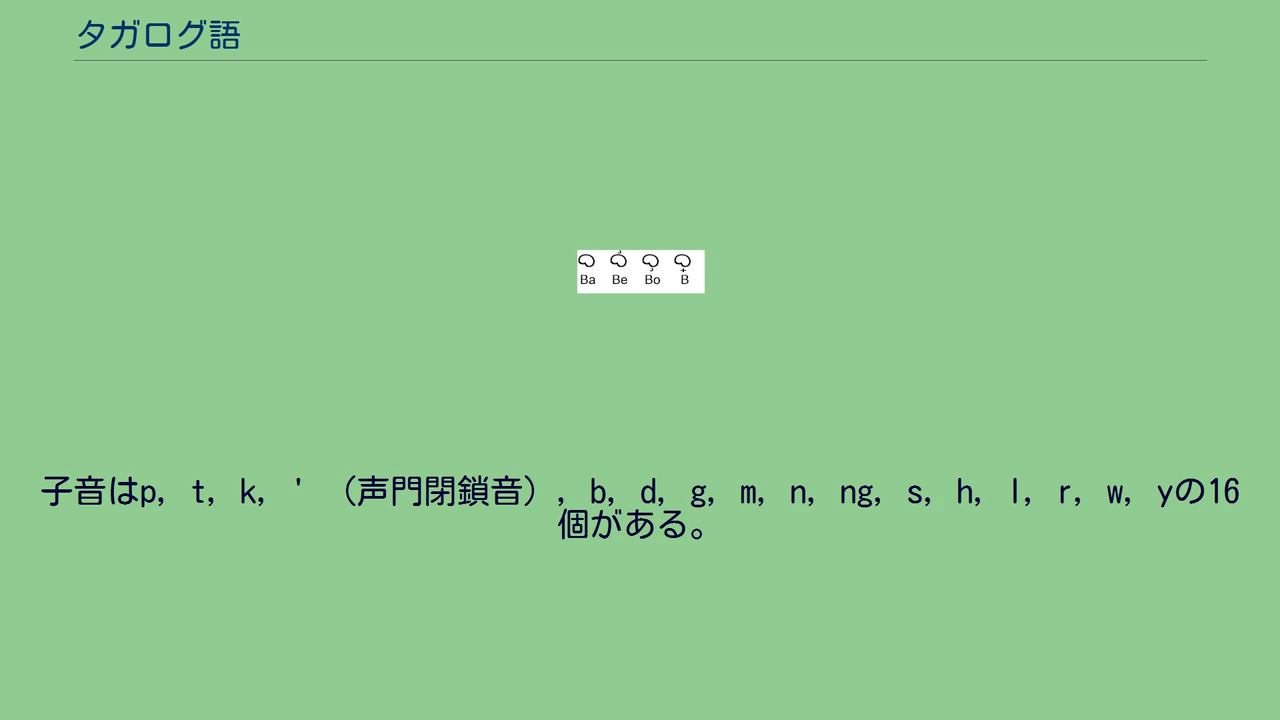 タガログ語
Ba Be Bo B
子音はp, t, k, ' （声門閉鎖音）, b, d, g, m, n, ng, s, h, l, r, w, yの16
個がある。